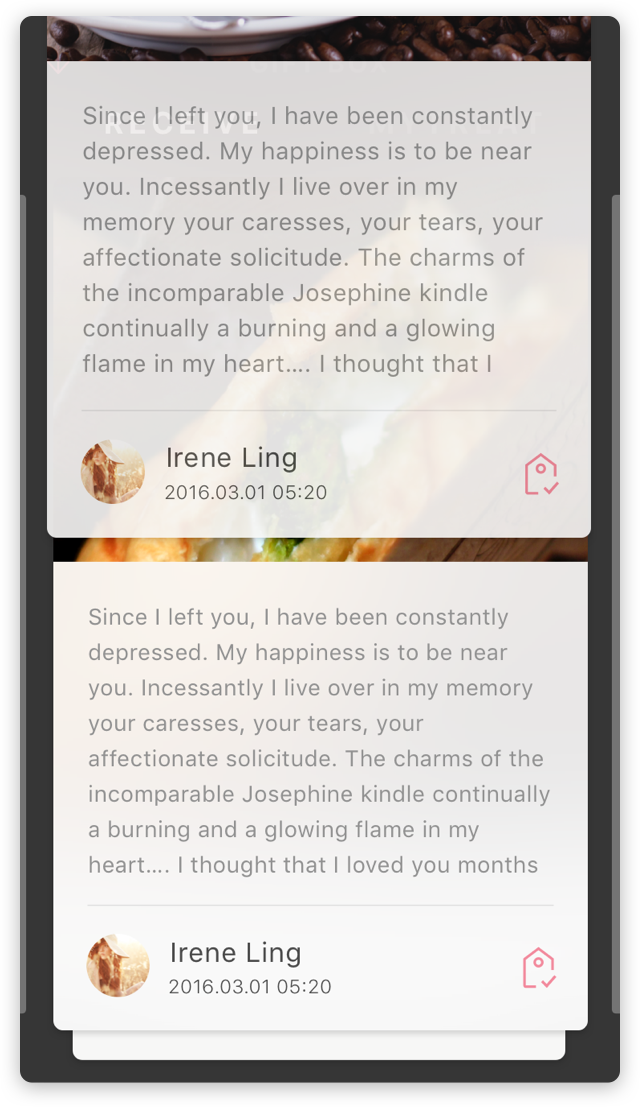 RECEIVE
Since I left you, I have been constantly
depressed. My happiness is to be near
you. Incessantly I live over in my
memory your caresses, your tears, your
affectionate solicitude. The charms of
the incomparable Josephine kindle
continually a burning and a glowing
flame in my heart.... I thought that I
Irene Ling
2016.03.01 05:20
Since I left you, I have been constantly
depressed. My happiness is to be near
you. Incessantly I live over in my memory
your caresses, your tears, your
affectionate solicitude. The charms of the
incomparable Josephine kindle continually
a burning and a glowing flame in my
heart.... I thought that I loved you months
Irene Ling
2016.03.01 05:20